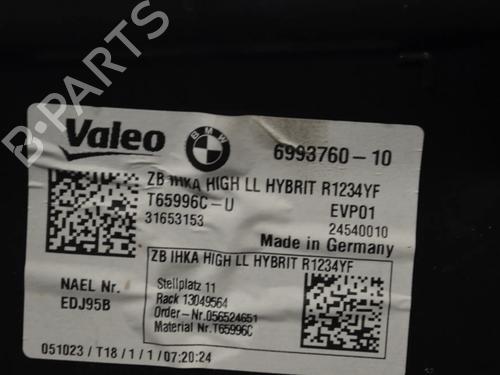 Valeo
BMW
6993760-10
ZB IHKA HIGH LL HYBRIT R1234YF
T65996C-U
EVP01
31653153
24540010
Made in Germany
ZB IHKA HIGH LL HYBRIT R1234YF
NAEL Nr.
EDJ95B
Stellplatz 11
Rack 13049564
Order-Nr.056524651
Material Nr.T65996C
051023/T18/1/1/07:20:24
B-PARTS